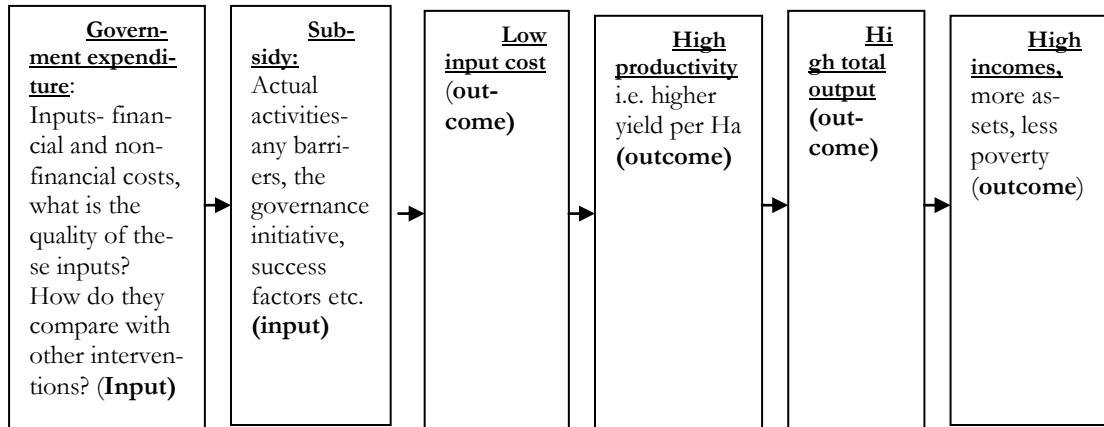 Govern-
ment expendi-
ture:
Inputs- finan-
cial and non-
financial costs,
what is the
quality of the-
se inputs?
How do they
compare with
other interven-
tions? (Input)
Sub-
sidy:
Actual
activities-
any barri-
ers, the
governance
initiative,
success
factors etc.
(input)
Low
input cost
(out-
come)
High
productivity
i.e. higher
yield per Ha
(outcome)
Hi
gh total
output
(out-
come)
High
incomes,
more as-
sets, less
poverty
(outcome)